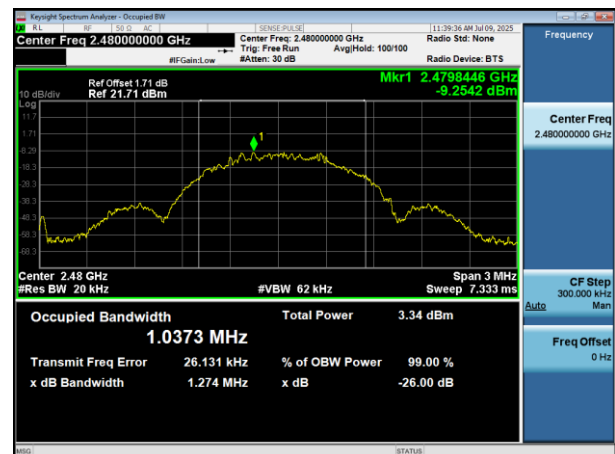 Keysight Spectrum Analyzer - Occupied BW
RL RF 50 Ω AC SENSE:PULSE 11:39:36 AM Jul 09, 2025
Center Freq 2.480000000 GHz
Center Freq: 2.480000000 GHz Radio Std: None
Trig: Free Run Avg|Hold: 100/100
#IFGain:Low #Atten: 30 dB Radio Device: BTS
Ref Offset 1.71 dB
10 dB/div Ref 21.71 dBm
Mkr1 2.4798446 GHz
-9.2542 dBm
Log
11.7
1.71
-8.29
-18.3
-28.3
-38.3
-48.3
-58.3
-68.3
1
Center 2.48 GHz Span 3 MHz
#Res BW 20 kHz #VBW 62 kHz Sweep 7.333 ms
Occupied Bandwidth Total Power 3.34 dBm
1.0373 MHz
Transmit Freq Error 26.131 kHz % of OBW Power 99.00 %
x dB Bandwidth 1.274 MHz x dB -26.00 dB
MSG STATUS
Frequency
Center Freq
2.480000000 GHz
CF Step
300.000 kHz
Auto Man
Freq Offset
0 Hz